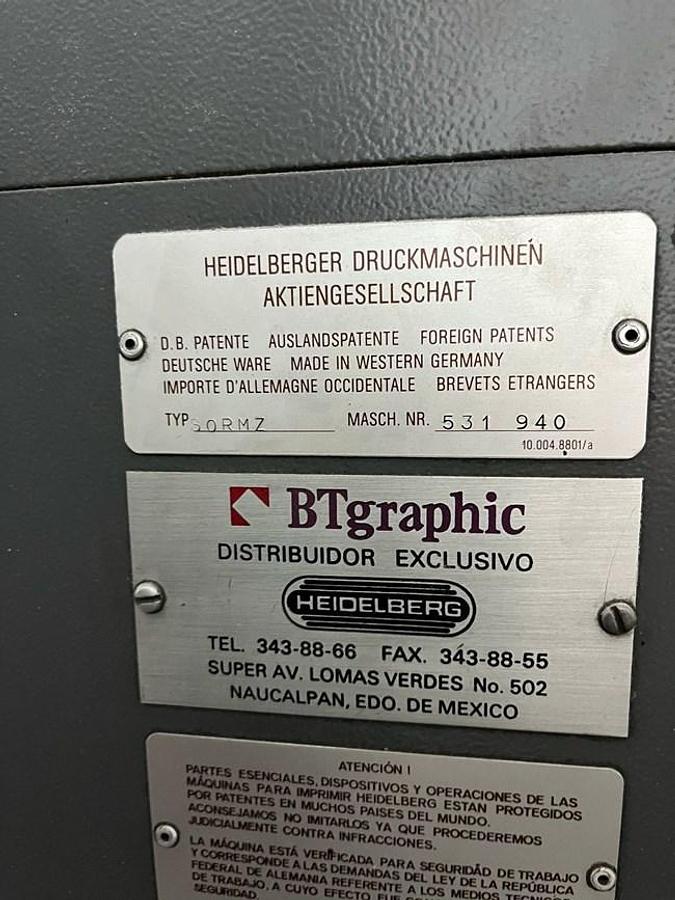 HEIDELBERGER DRUCKMASCHINEN
AKTIENGESELLSCHAFT
D.B. PATENTE AUSLANDSPATENTE FOREIGN PATENTS
DEUTSCHE WARE MADE IN WESTERN GERMANY
IMPORTE D'ALLEMAGNE OCCIDENTALE BREVETS ETRANGERS
TYP SORMZ MASCH. NR. 531 940
10.004.8801/a
BTgraphic
DISTRIBUIDOR EXCLUSIVO
HEIDELBERG
TEL. 343-88-66 FAX. 343-88-55
SUPER AV. LOMAS VERDES No. 502
NAUCALPAN, EDO. DE MEXICO
ATENCIÓN !
PARTES ESENCIALES, DISPOSITIVOS Y OPERACIONES DE LAS
MÁQUINAS PARA IMPRIMIR HEIDELBERG ESTAN PROTEGIDOS
POR PATENTES EN MUCHOS PAISES DEL MUNDO.
ACONSEJAMOS NO IMITARLOS YA QUE PROCEDEREMOS
JUDICIALMENTE CONTRA INFRACCIONES.
LA MÁQUINA ESTÁ VERIFICADA PARA SEGURIDAD DE TRABAJO
Y CORRESPONDE A LAS DEMANDAS DEL LEY DE LA REPÚBLICA
FEDERAL DE ALEMANIA REFERENTE A LOS MEDIOS TECNICOS
DE TRABAJO, A CUYO EFECTO FUE
SEGURIDAD.